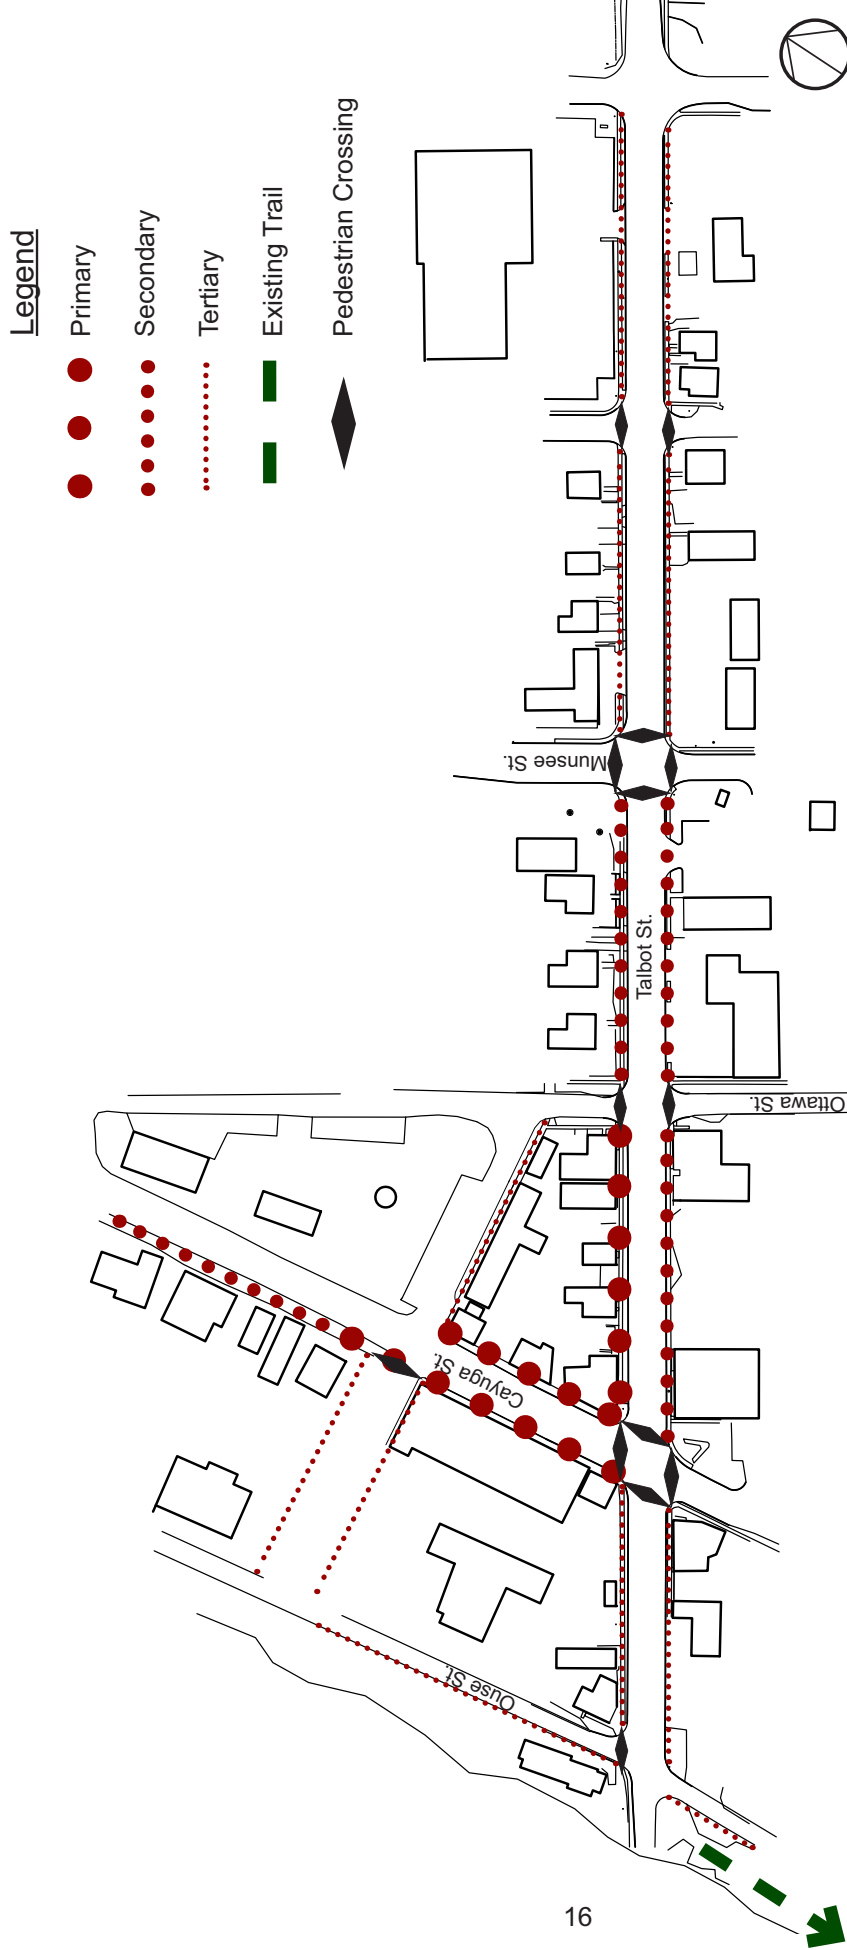 Legend
Primary
Secondary
Tertiary
Existing Trail
Pedestrian Crossing
Munsee St.
Talbot St.
Ottawa St.
Cayuga St.
Ouse St.
16